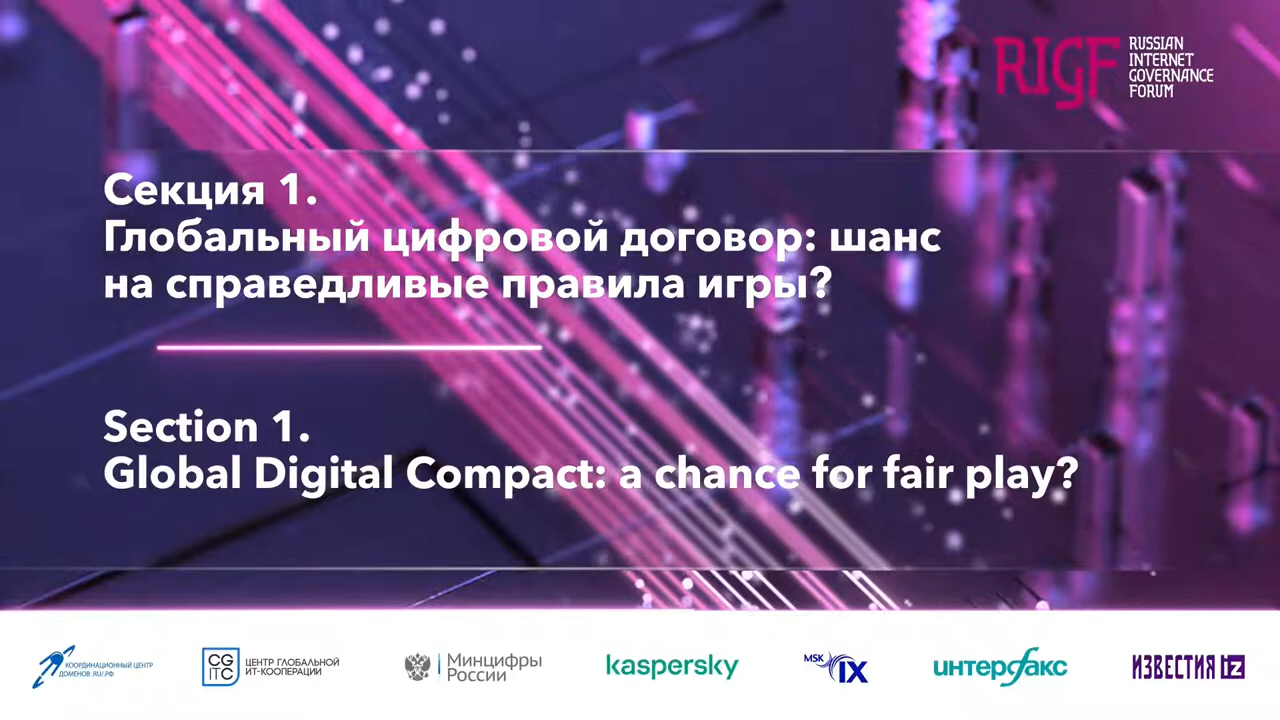 RIGF
RUSSIAN
INTERNET
GOVERNANCE
FORUM
Секция 1.
Глобальный цифровой договор: шанс
на справедливые правила игры?
Section 1.
Global Digital Compact: a chance for fair play?
КООРДИНАЦИОННЫЙ ЦЕНТР
ДОМЕНОВ .RU/.РФ
CG
ITC
ЦЕНТР ГЛОБАЛЬНОЙ
ИТ-КООПЕРАЦИИ
Минцифры
России
kaspersky
MSK
IX
интерфакс
ИЗВЕСТИЯ iz